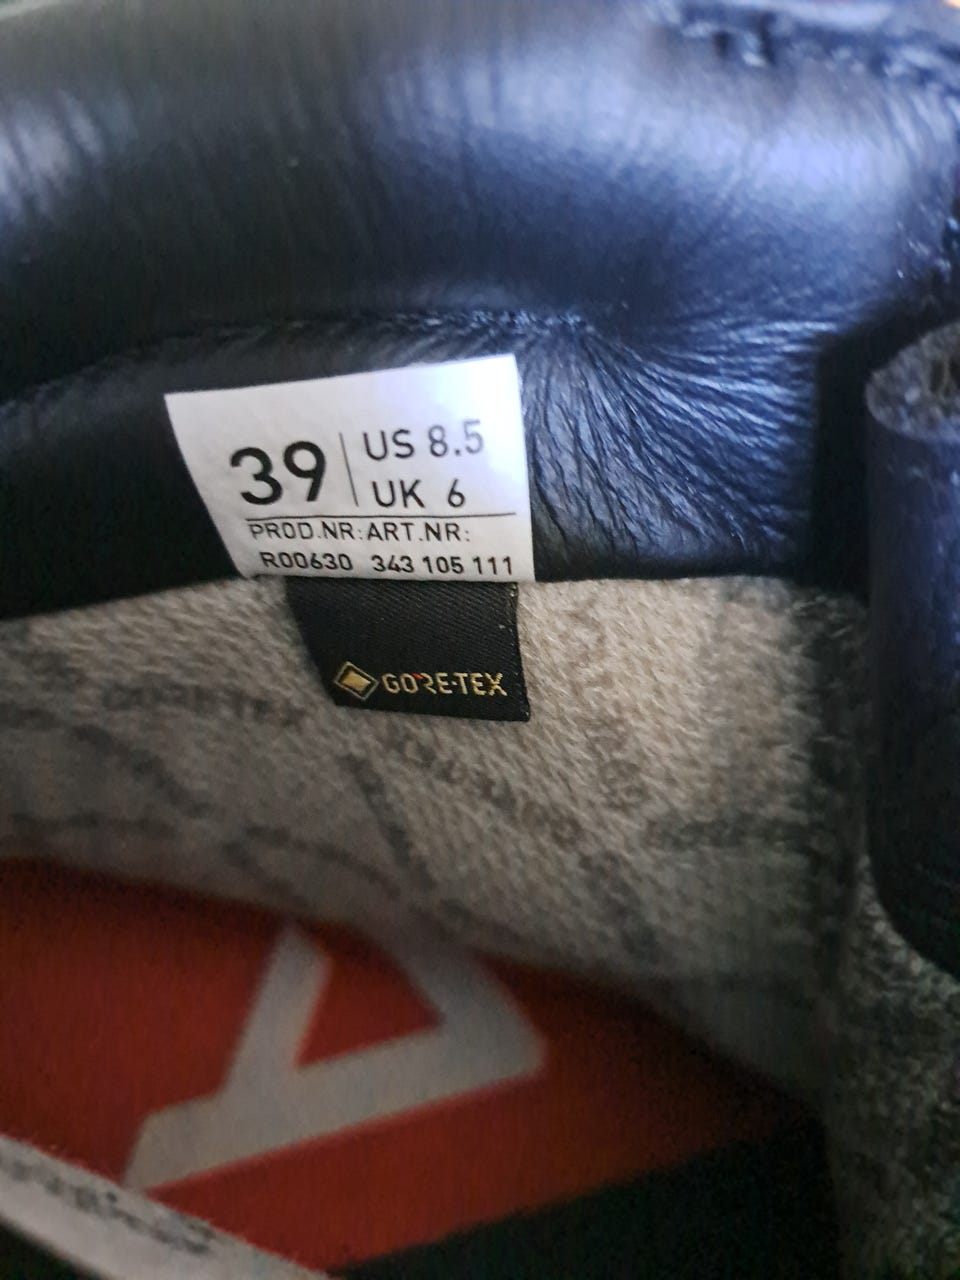 39
US 8.5
UK 6
PROD.NR: ART.NR:
R00630 343 105 111
GORE-TEX